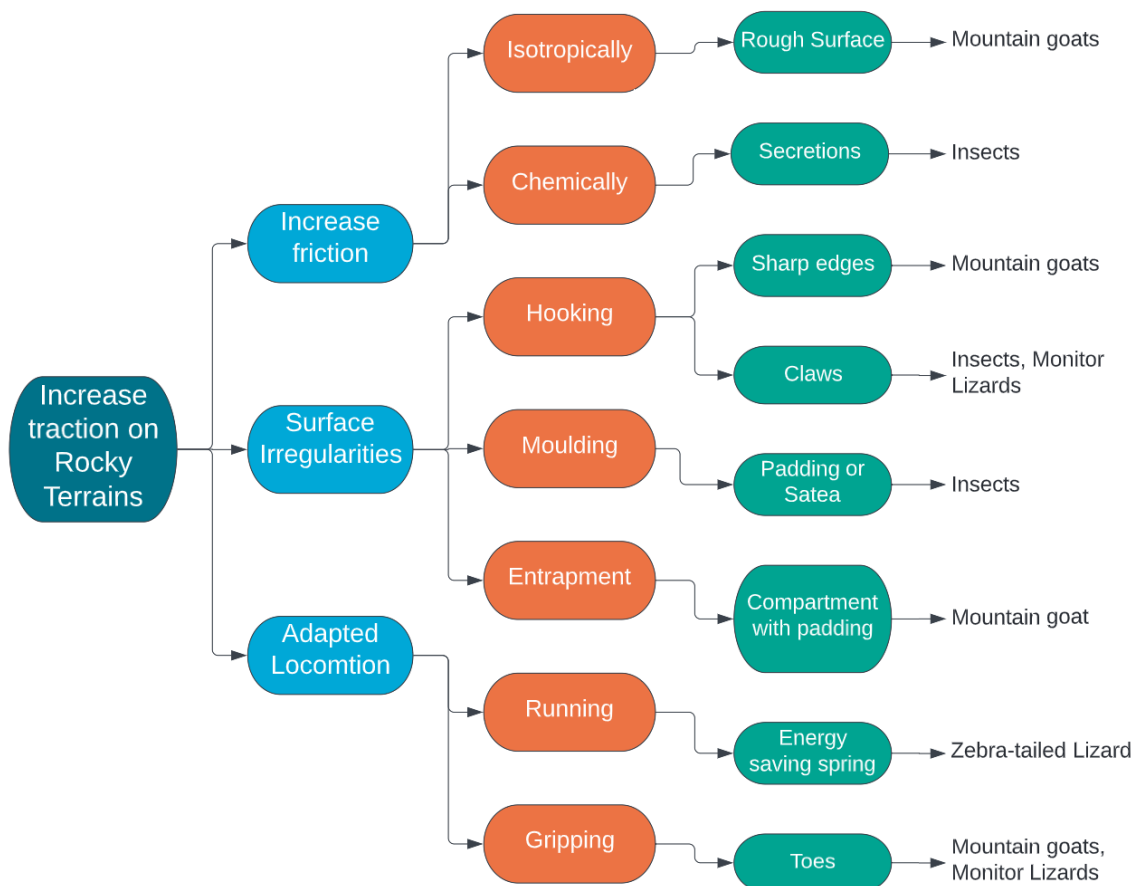 Increase
traction on
Rocky
Terrains
Increase
friction
Surface
Irregularities
Adapted
Locomtion
Isotropically
Chemically
Hooking
Moulding
Entrapment
Running
Gripping
Rough Surface
Secretions
Sharp edges
Claws
Padding or
Satea
Compartment
with padding
Energy
saving spring
Toes
Mountain goats
Insects
Mountain goats
Insects, Monitor
Lizards
Insects
Mountain goat
Zebra-tailed Lizard
Mountain goats,
Monitor Lizards